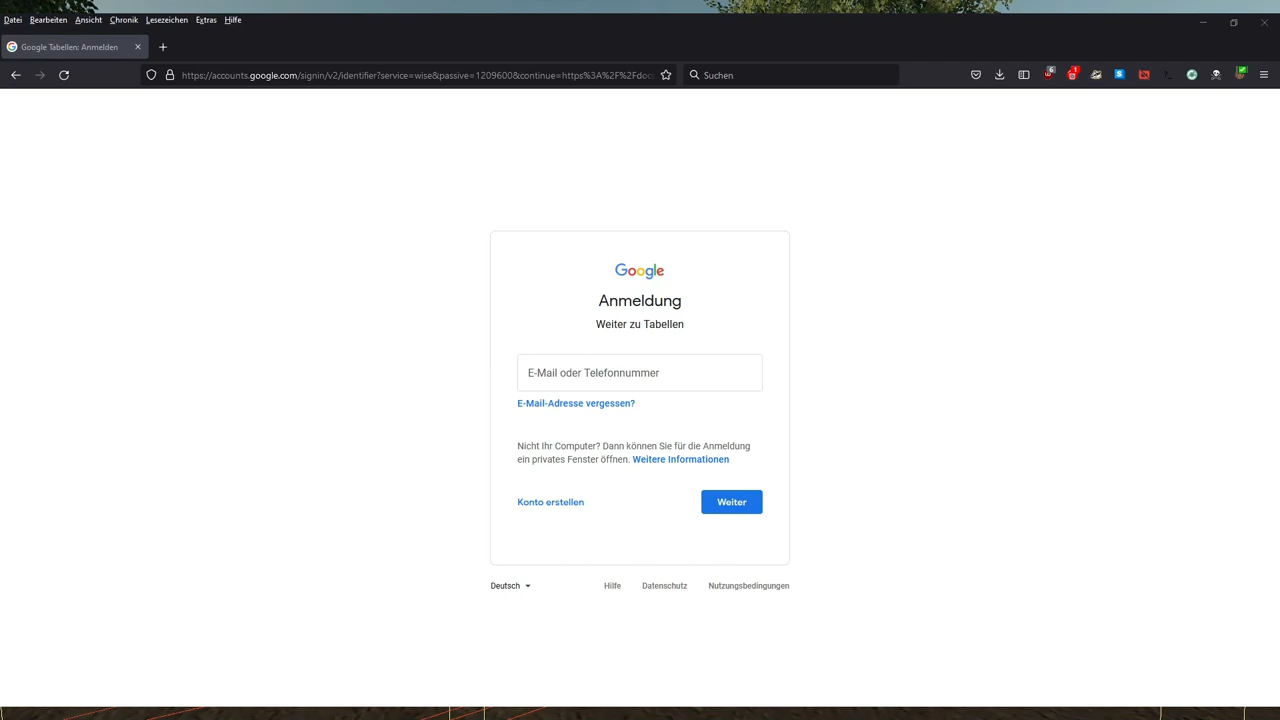 Datei Bearbeiten Ansicht Chronik Lesezeichen Extras Hilfe
Google Tabellen: Anmelden
https://accounts.google.com/signin/v2/identifier?service=wise&passive=1209600&continue=https%3A%2F%2Fdoc
Suchen
6
1
Google
Anmeldung
Weiter zu Tabellen
E-Mail oder Telefonnummer
E-Mail-Adresse vergessen?
Nicht Ihr Computer? Dann können Sie für die Anmeldung
ein privates Fenster öffnen. Weitere Informationen
Konto erstellen
Weiter
Deutsch
Hilfe
Datenschutz
Nutzungsbedingungen